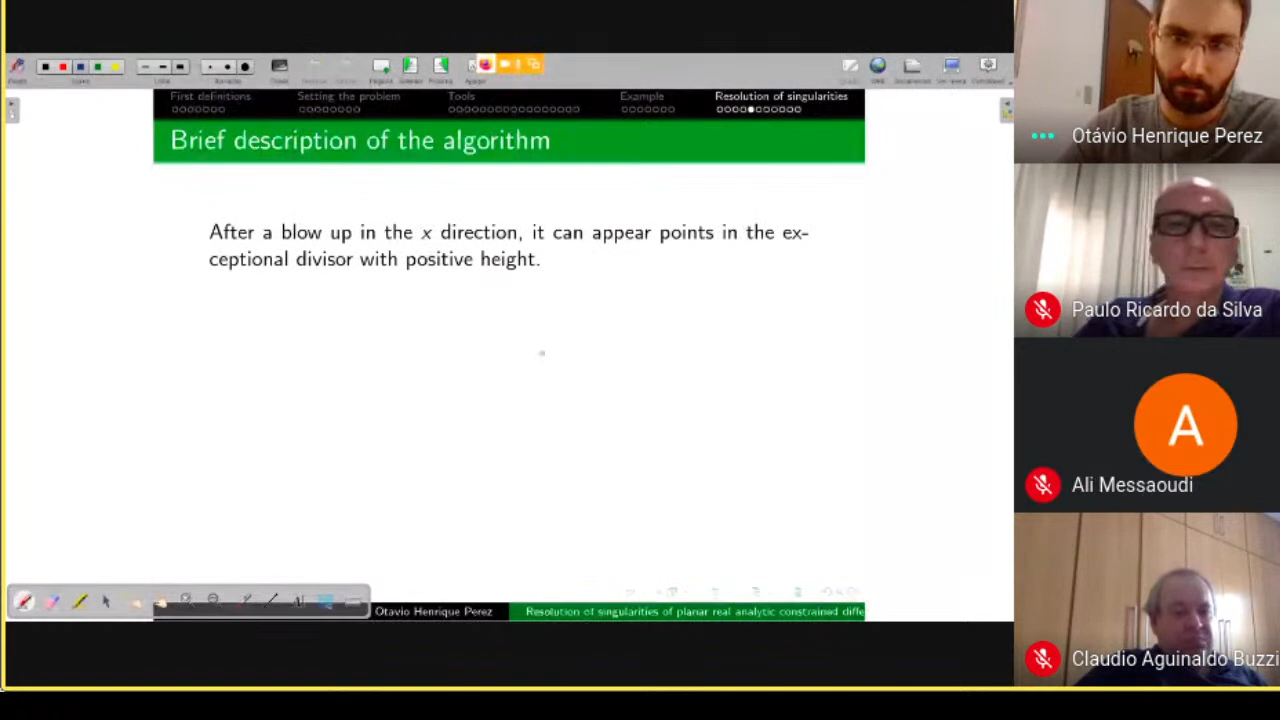 First definitions
Setting the problem
Tools
Example
Resolution of singularities
Brief description of the algorithm
After a blow up in the x direction, it can appear points in the ex-
ceptional divisor with positive height.
Otavio Henrique Perez
Resolution of singularities of planar real analytic constrained diffe
Otávio Henrique Perez
Paulo Ricardo da Silva
A
Ali Messaoudi
Claudio Aguinaldo Buzzi